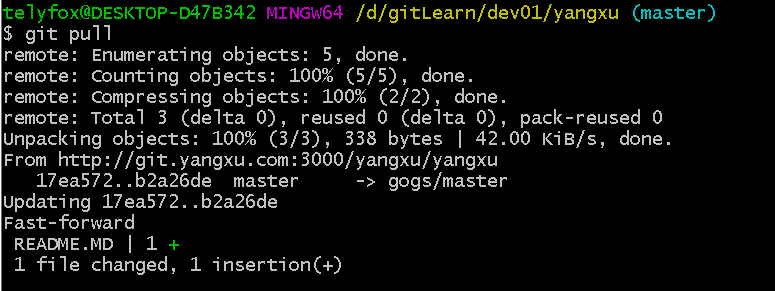 telyfox@DESKTOP-D47B342 MINGW64 /d/gitLearn/dev01/yangxu (master)
$ git pull
remote: Enumerating objects: 5, done.
remote: Counting objects: 100% (5/5), done.
remote: Compressing objects: 100% (2/2), done.
remote: Total 3 (delta 0), reused 0 (delta 0), pack-reused 0
Unpacking objects: 100% (3/3), 338 bytes | 42.00 KiB/s, done.
From http://git.yangxu.com:3000/yangxu/yangxu
   17ea572..b2a26de  master     -> gogs/master
Updating 17ea572..b2a26de
Fast-forward
 README.MD | 1 +
 1 file changed, 1 insertion(+)